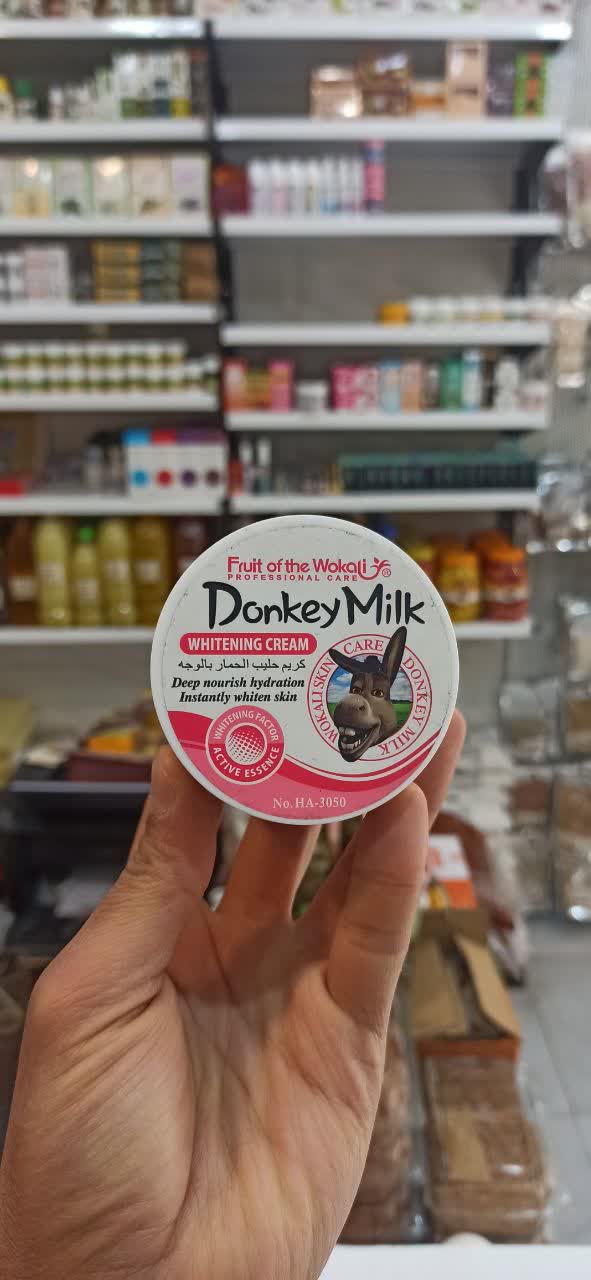 Fruit of the Wokali ®
PROFESSIONAL CARE
Donkey Milk
WHITENING CREAM
كريم حليب الحمار بالوجه
Deep nourish hydration
Instantly whiten skin
WOKALI SKIN CARE DONKEY MILK
WHITENING FACTOR
ACTIVE ESSENCE
No. HA-3050